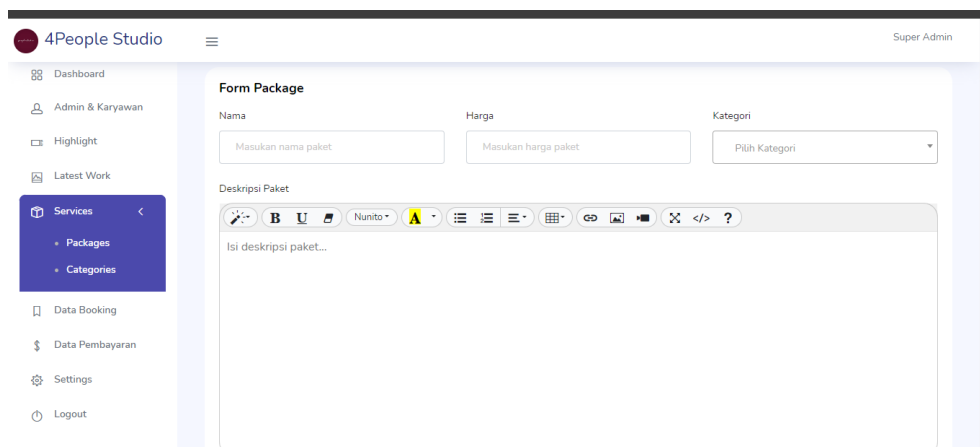 4People Studio
Super Admin
Dashboard
Admin & Karyawan
Highlight
Latest Work
Services
Packages
Categories
Data Booking
Data Pembayaran
Settings
Logout
Form Package
Nama
Harga
Kategori
Masukan nama paket
Masukan harga paket
Pilih Kategori
Deskripsi Paket
B U Nunito A </> ?
Isi deskripsi paket...